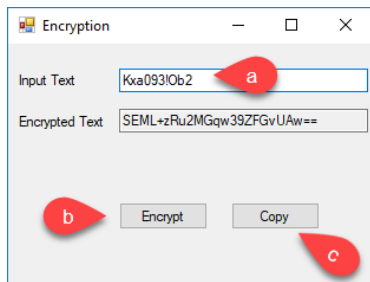 Encryption
Input Text Kxa093!Ob2 a
Encrypted Text SEML+zRu2MGqw39ZFGvUAw==
b Encrypt Copy
c